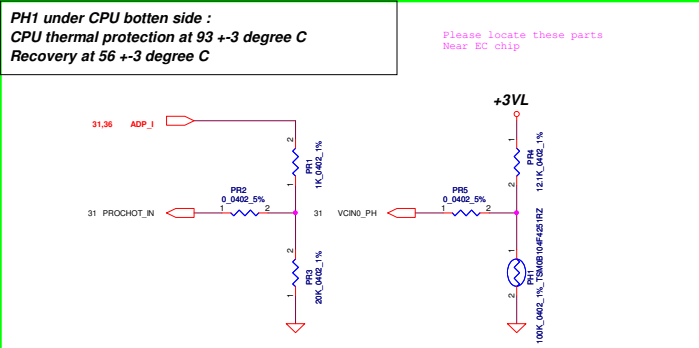 PH1 under CPU botten side :
CPU thermal protection at 93 +-3 degree C
Recovery at 56 +-3 degree C
Please locate these parts
Near EC chip
+3VL
31,36 ADP_I
2
PR1
1K_0402_1%
1
2
PR4
12.1K_0402_1%
2
31 PROCHOT_IN
PR2
0_0402_5%
1 2
31 VCIN0_PH
PR5
0_0402_5%
1 2
2
PR3
20K_0402_1%
1
1
PH1
100K_0402_1%_TSM0B104F4251RZ
2